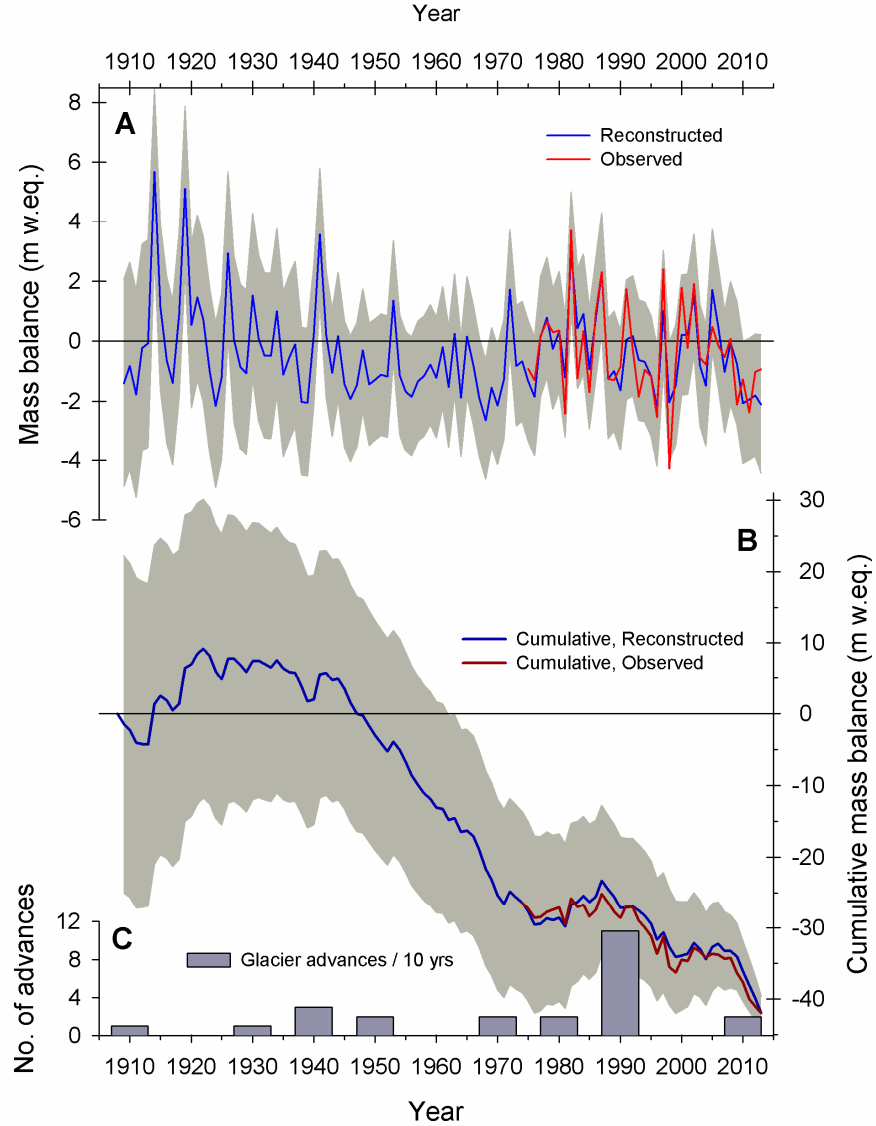 Year
1910 1920 1930 1940 1950 1960 1970 1980 1990 2000 2010
A
Reconstructed
Observed
Mass balance (m w.eq.)
8
6
4
2
0
-2
-4
-6
B
Cumulative, Reconstructed
Cumulative, Observed
Cumulative mass balance (m w.eq.)
30
20
10
0
-10
-20
-30
-40
C
Glacier advances / 10 yrs
No. of advances
12
8
4
0
1910 1920 1930 1940 1950 1960 1970 1980 1990 2000 2010
Year